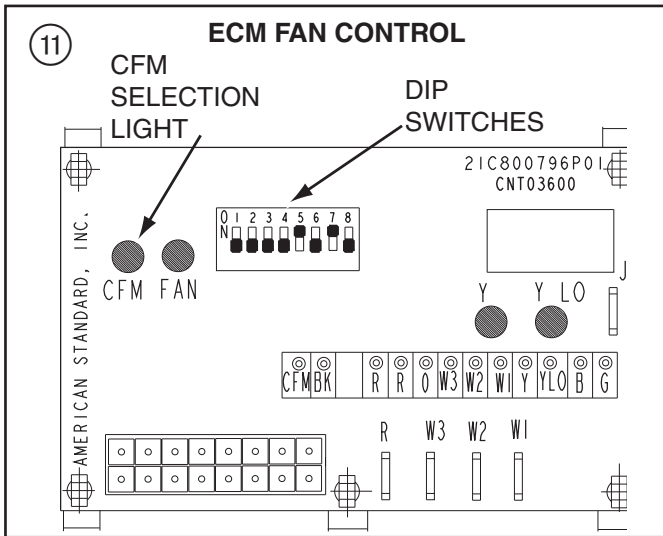 11
ECM FAN CONTROL
CFM
SELECTION
LIGHT
DIP
SWITCHES
21C800796P01
CNT03600
AMERICAN STANDARD, INC.
ON
1 2 3 4 5 6 7 8
CFM FAN
Y Y LO
J
CFM BK R R O W3 W2 W1 Y YLO B G
R W3 W2 W1